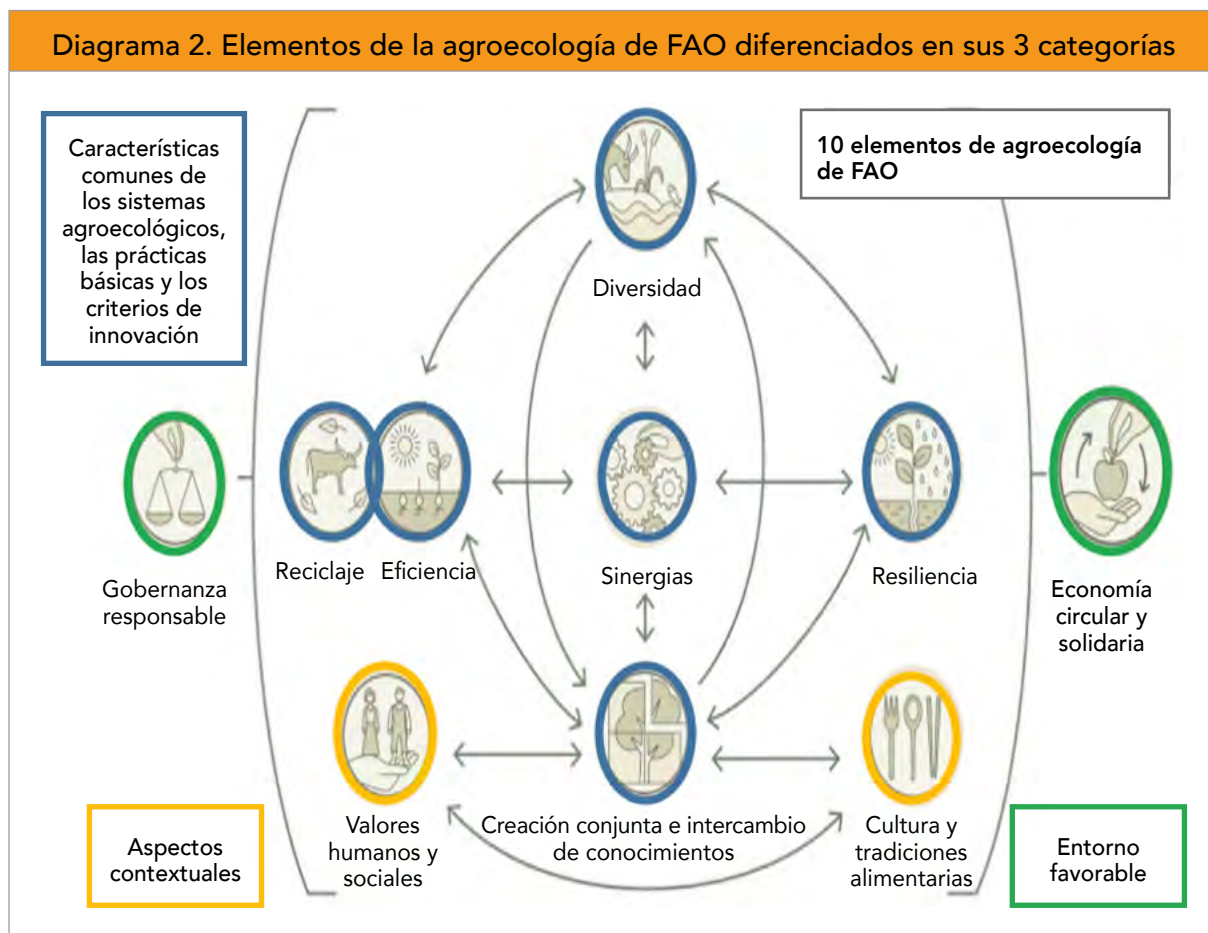 Diagrama 2. Elementos de la agroecología de FAO diferenciados en sus 3 categorías
Características
comunes de
los sistemas
agroecológicos,
las prácticas
básicas y los
criterios de
innovación
10 elementos de agroecología
de FAO
Diversidad
Gobernanza
responsable
Reciclaje
Eficiencia
Sinergias
Resiliencia
Economía
circular y
solidaria
Aspectos
contextuales
Valores
humanos y
sociales
Creación conjunta e intercambio
de conocimientos
Cultura y
tradiciones
alimentarias
Entorno
favorable